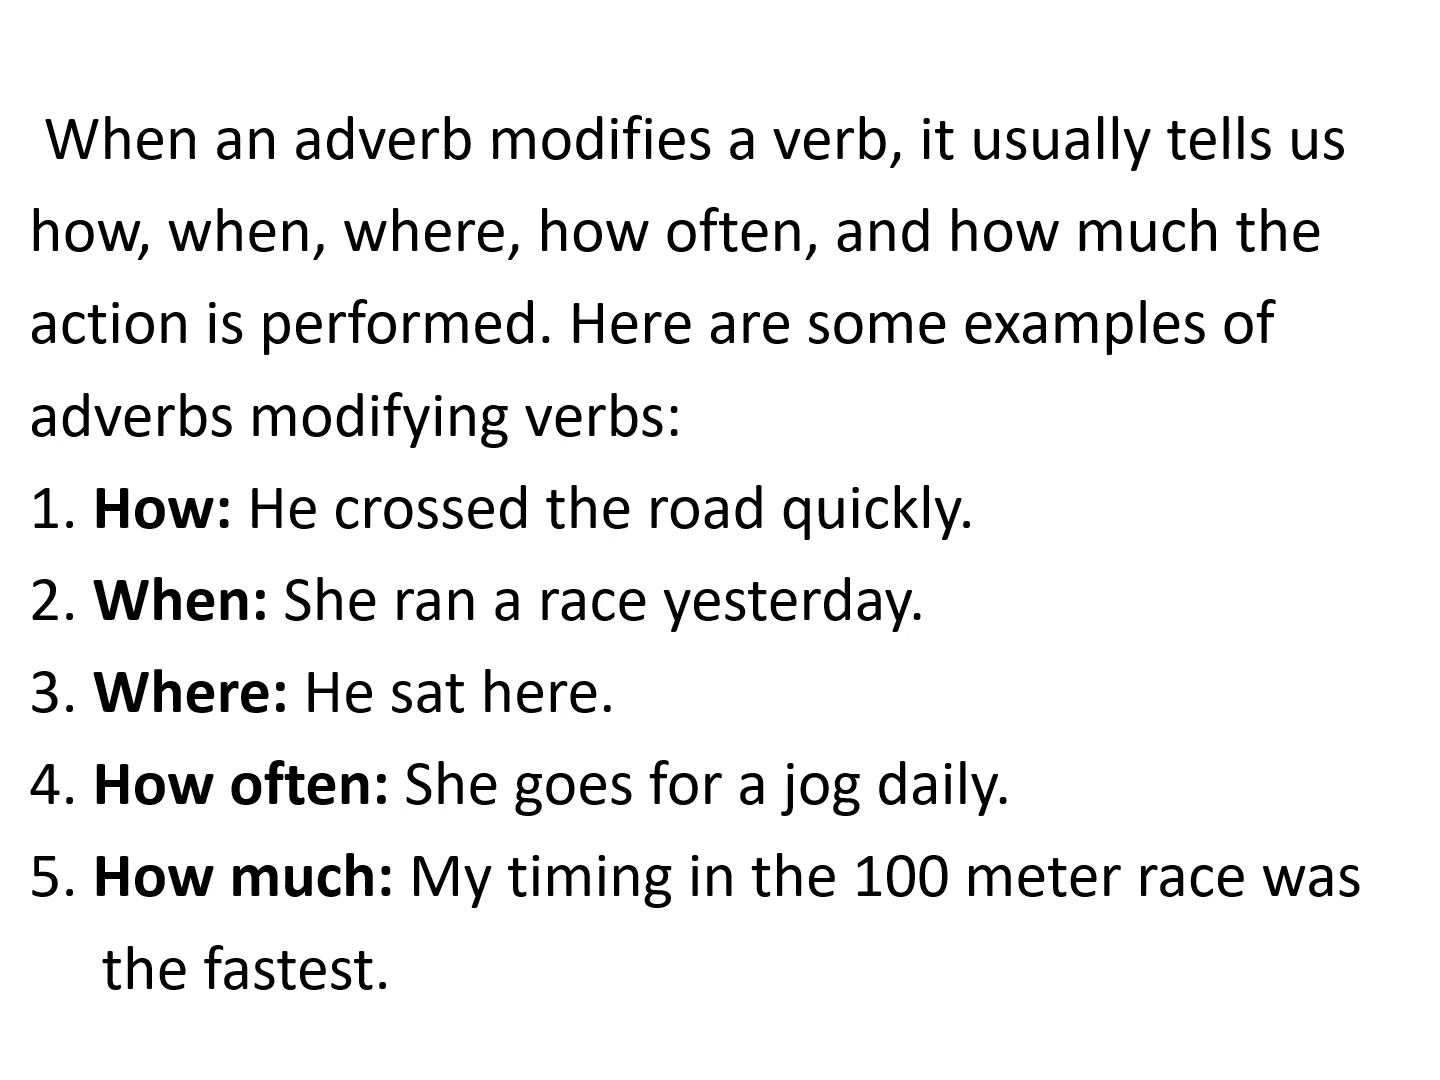 When an adverb modifies a verb, it usually tells us
how, when, where, how often, and how much the
action is performed. Here are some examples of
adverbs modifying verbs:
1. How: He crossed the road quickly.
2. When: She ran a race yesterday.
3. Where: He sat here.
4. How often: She goes for a jog daily.
5. How much: My timing in the 100 meter race was
the fastest.